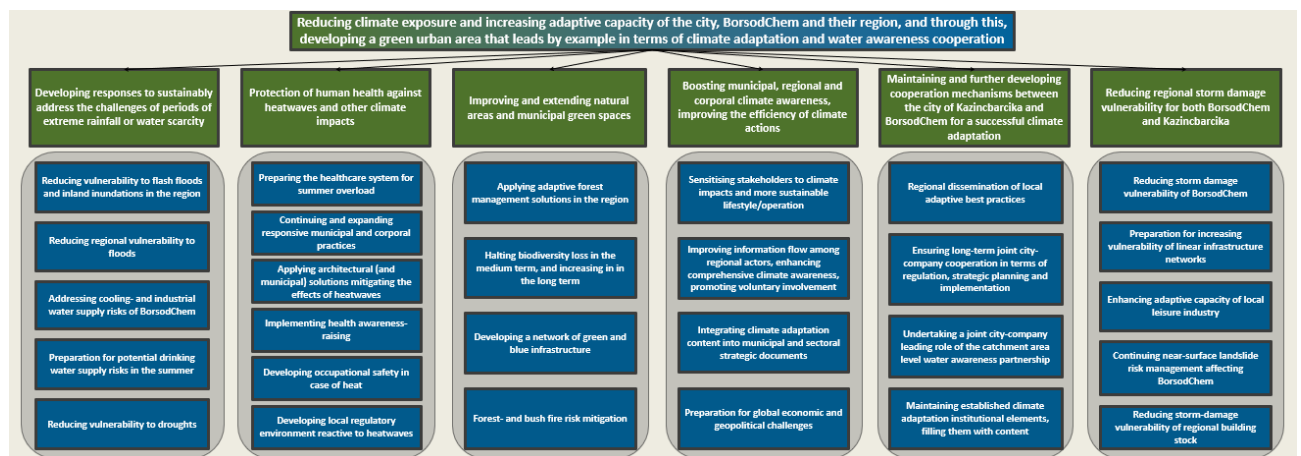 Reducing climate exposure and increasing adaptive capacity of the city, BorsodChem and their region, and through this,
developing a green urban area that leads by example in terms of climate adaptation and water awareness cooperation
Developing responses to sustainably
address the challenges of periods of
extreme rainfall or water scarcity
Reducing vulnerability to flash floods
and inland inundations in the region
Reducing regional vulnerability to
floods
Addressing cooling- and industrial
water supply risks of BorsodChem
Preparation for potential drinking
water supply risks in the summer
Reducing vulnerability to droughts
Protection of human health against
heatwaves and other climate
impacts
Preparing the healthcare system for
summer overload
Continuing and expanding
responsive municipal and corporal
practices
Applying architectural (and
municipal) solutions mitigating the
effects of heatwaves
Implementing health awareness-
raising
Developing occupational safety in
case of heat
Developing local regulatory
environment reactive to heatwaves
Improving and extending natural
areas and municipal green spaces
Applying adaptive forest
management solutions in the region
Halting biodiversity loss in the
medium term, and increasing in in
the long term
Developing a network of green and
blue infrastructure
Forest- and bush fire risk mitigation
Boosting municipal, regional and
corporal climate awareness,
improving the efficiency of climate
actions
Sensitising stakeholders to climate
impacts and more sustainable
lifestyle/operation
Improving information flow among
regional actors, enhancing
comprehensive climate awareness,
promoting voluntary involvement
Integrating climate adaptation
content into municipal and sectoral
strategic documents
Preparation for global economic and
geopolitical challenges
Maintaining and further developing
cooperation mechanisms between
the city of Kazincbarcika and
BorsodChem for a successful climate
adaptation
Regional dissemination of local
adaptive best practices
Ensuring long-term joint city-
company cooperation in terms of
regulation, strategic planning and
implementation
Undertaking a joint city-company
leading role of the catchment area
level water awareness partnership
Maintaining established climate
adaptation institutional elements,
filling them with content
Reducing regional storm damage
vulnerability for both BorsodChem
and Kazincbarcika
Reducing storm damage
vulnerability of BorsodChem
Preparation for increasing
vulnerability of linear infrastructure
networks
Enhancing adaptive capacity of local
leisure industry
Continuing near-surface landslide
risk management affecting
BorsodChem
Reducing storm-damage
vulnerability of regional building
stock